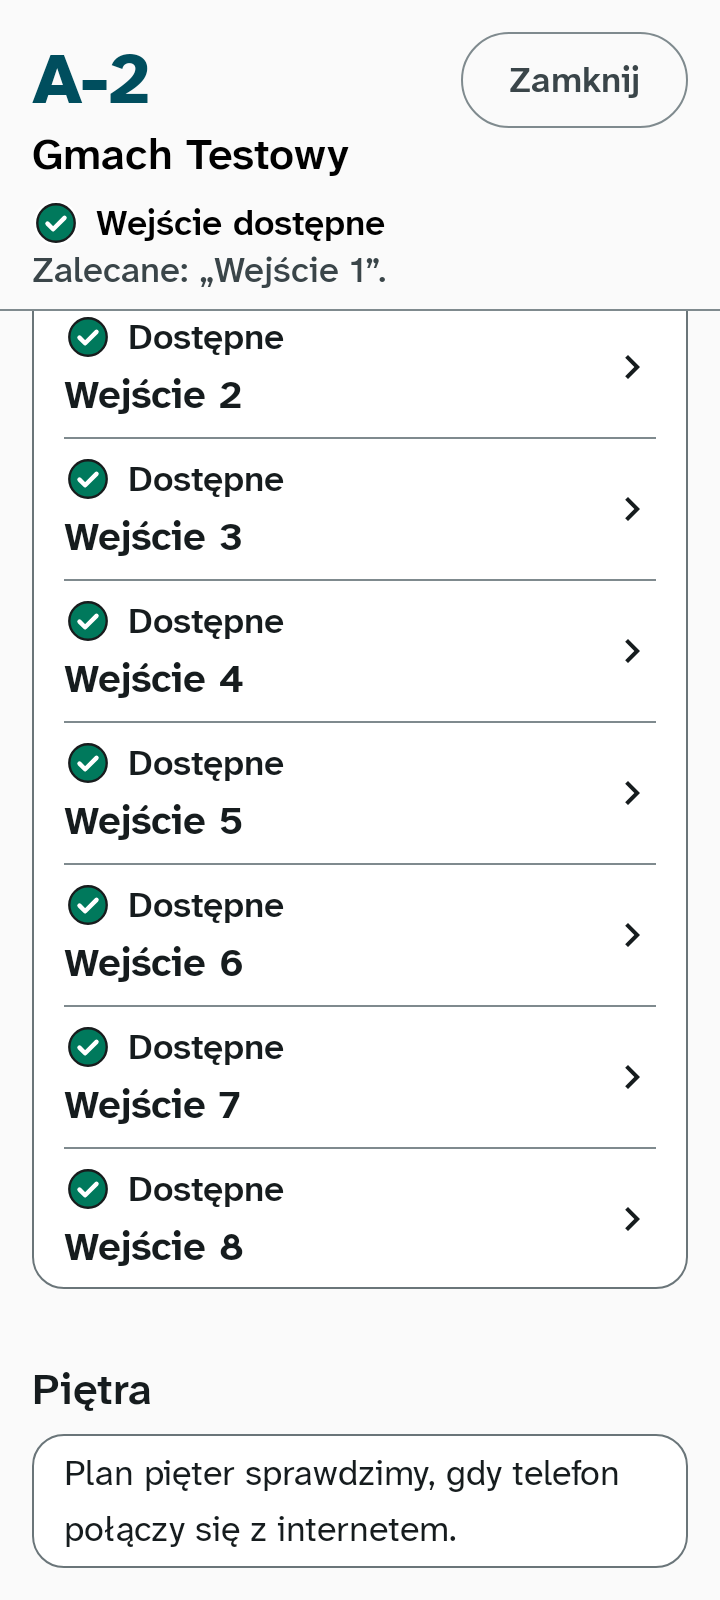 A-2
Zamknij
Gmach Testowy
Wejście dostępne
Zalecane: „Wejście 1”.
Dostępne
Wejście 2
Dostępne
Wejście 3
Dostępne
Wejście 4
Dostępne
Wejście 5
Dostępne
Wejście 6
Dostępne
Wejście 7
Dostępne
Wejście 8
Piętra
Plan pięter sprawdzimy, gdy telefon
połączy się z internetem.